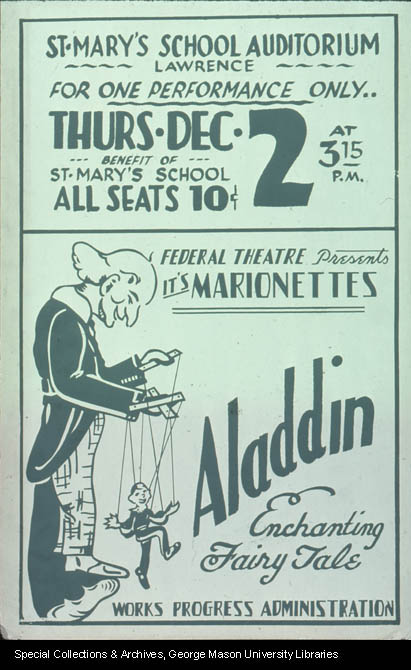 ST. MARY'S SCHOOL AUDITORIUM
LAWRENCE
FOR ONE PERFORMANCE ONLY..
THURS. DEC. 2 AT 3 15 P.M.
--- BENEFIT OF ---
ST. MARY'S SCHOOL
ALL SEATS 10¢
FEDERAL THEATRE Presents
IT'S MARIONETTES
Aladdin
Enchanting
Fairy Tale
WORKS PROGRESS ADMINISTRATION
Special Collections & Archives, George Mason University Libraries